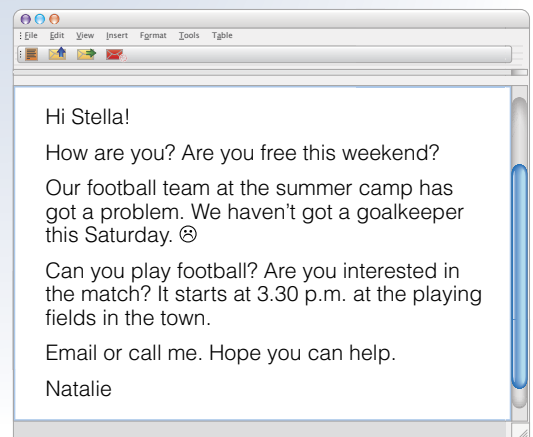 File Edit View Insert Format Tools Table
Hi Stella!
How are you? Are you free this weekend?
Our football team at the summer camp has
got a problem. We haven't got a goalkeeper
this Saturday. ☹
Can you play football? Are you interested in
the match? It starts at 3.30 p.m. at the playing
fields in the town.
Email or call me. Hope you can help.
Natalie